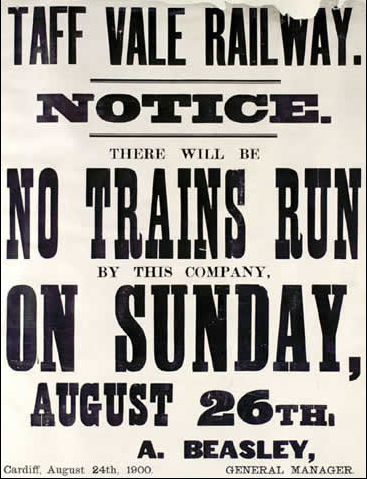 TAFF VALE RAILWAY.
NOTICE.
THERE WILL BE
NO TRAINS RUN
BY THIS COMPANY,
ON SUNDAY,
AUGUST 26TH.
A. BEASLEY,
Cardiff, August 24th, 1900. GENERAL MANAGER.